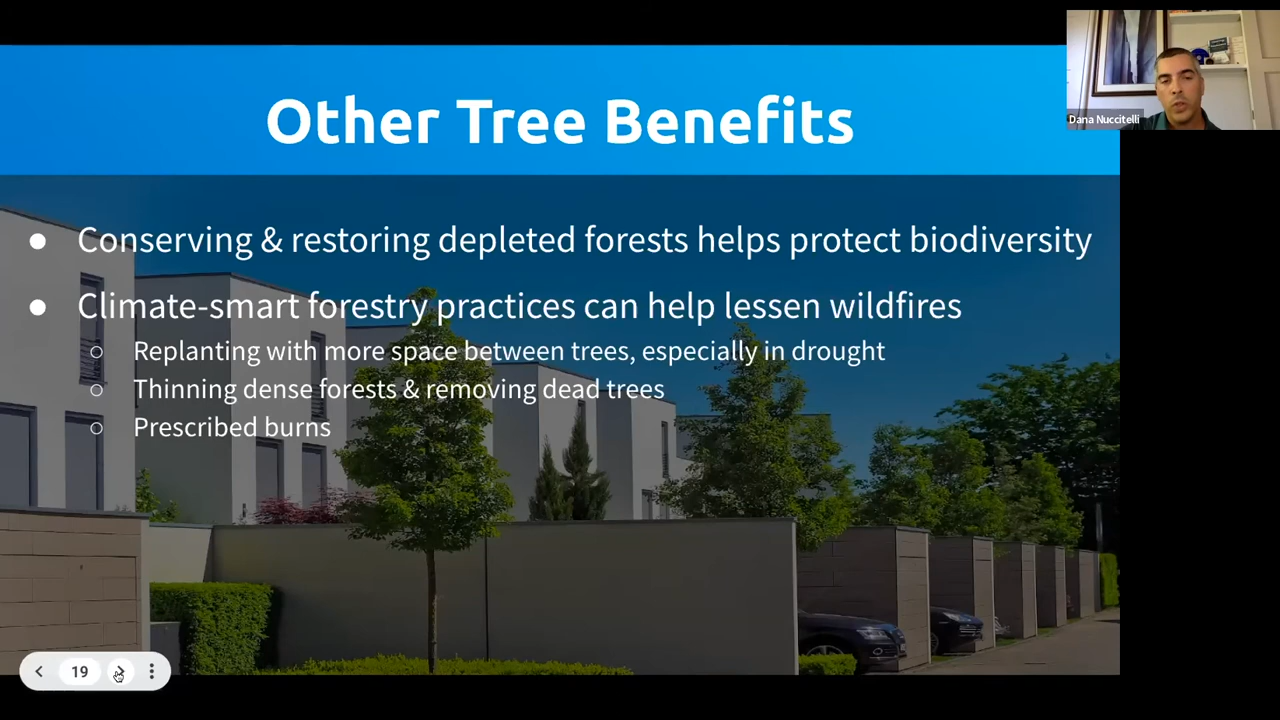 Other Tree Benefits
Dana Nuccitelli
● Conserving & restoring depleted forests helps protect biodiversity
● Climate-smart forestry practices can help lessen wildfires
○ Replanting with more space between trees, especially in drought
○ Thinning dense forests & removing dead trees
○ Prescribed burns
19